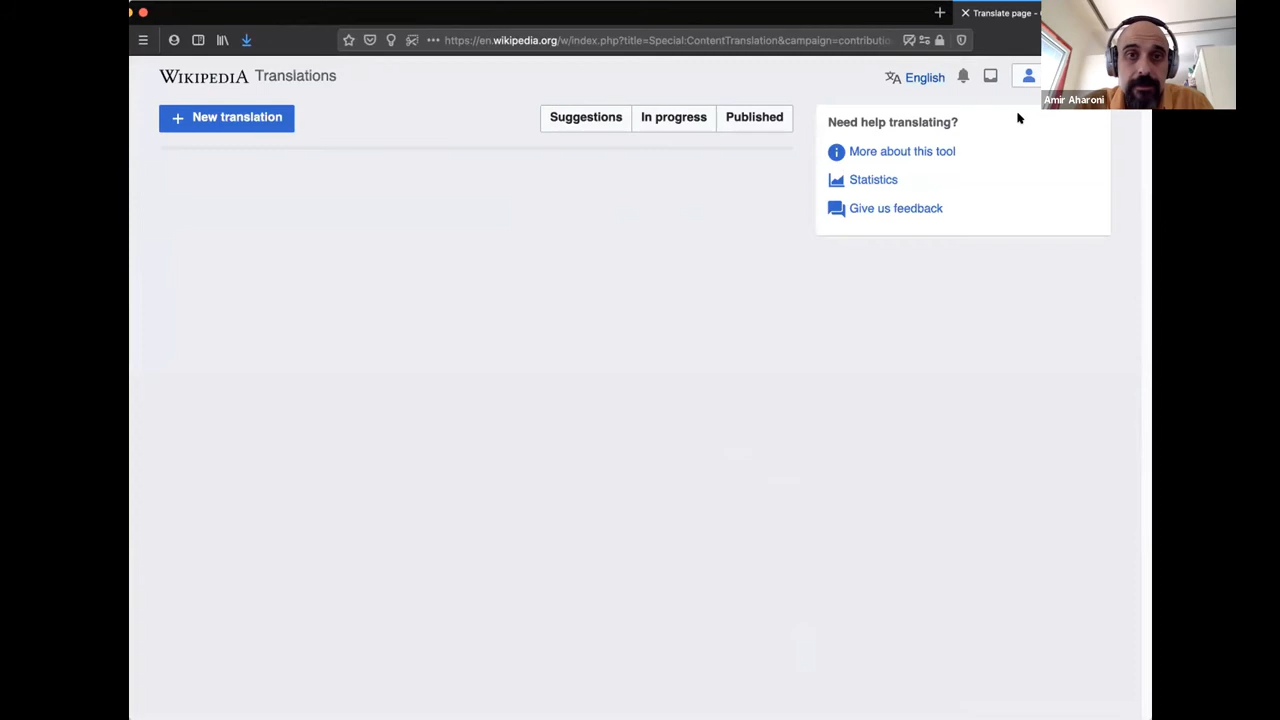 Translate page -
https://en.wikipedia.org/w/index.php?title=Special:ContentTranslation&campaign=contributio
WIKIPEDIA Translations
English
Amir Aharoni
New translation
Suggestions
In progress
Published
Need help translating?
More about this tool
Statistics
Give us feedback